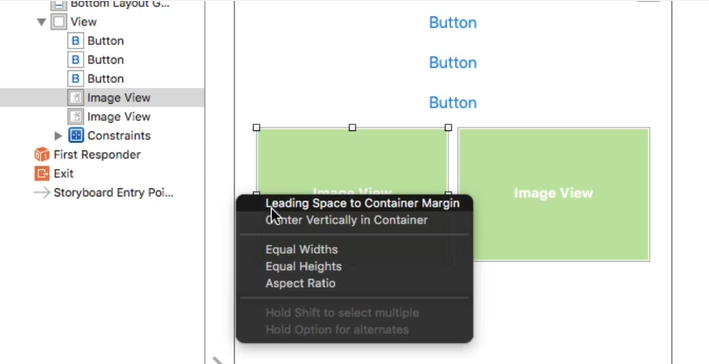 Bottom Layout G...
View
B Button
B Button
B Button
Image View
Image View
Constraints
First Responder
Exit
Storyboard Entry Poi...
Button
Button
Button
Image View
Image View
Leading Space to Container Margin
Center Vertically in Container
Equal Widths
Equal Heights
Aspect Ratio
Hold Shift to select multiple
Hold Option for alternates